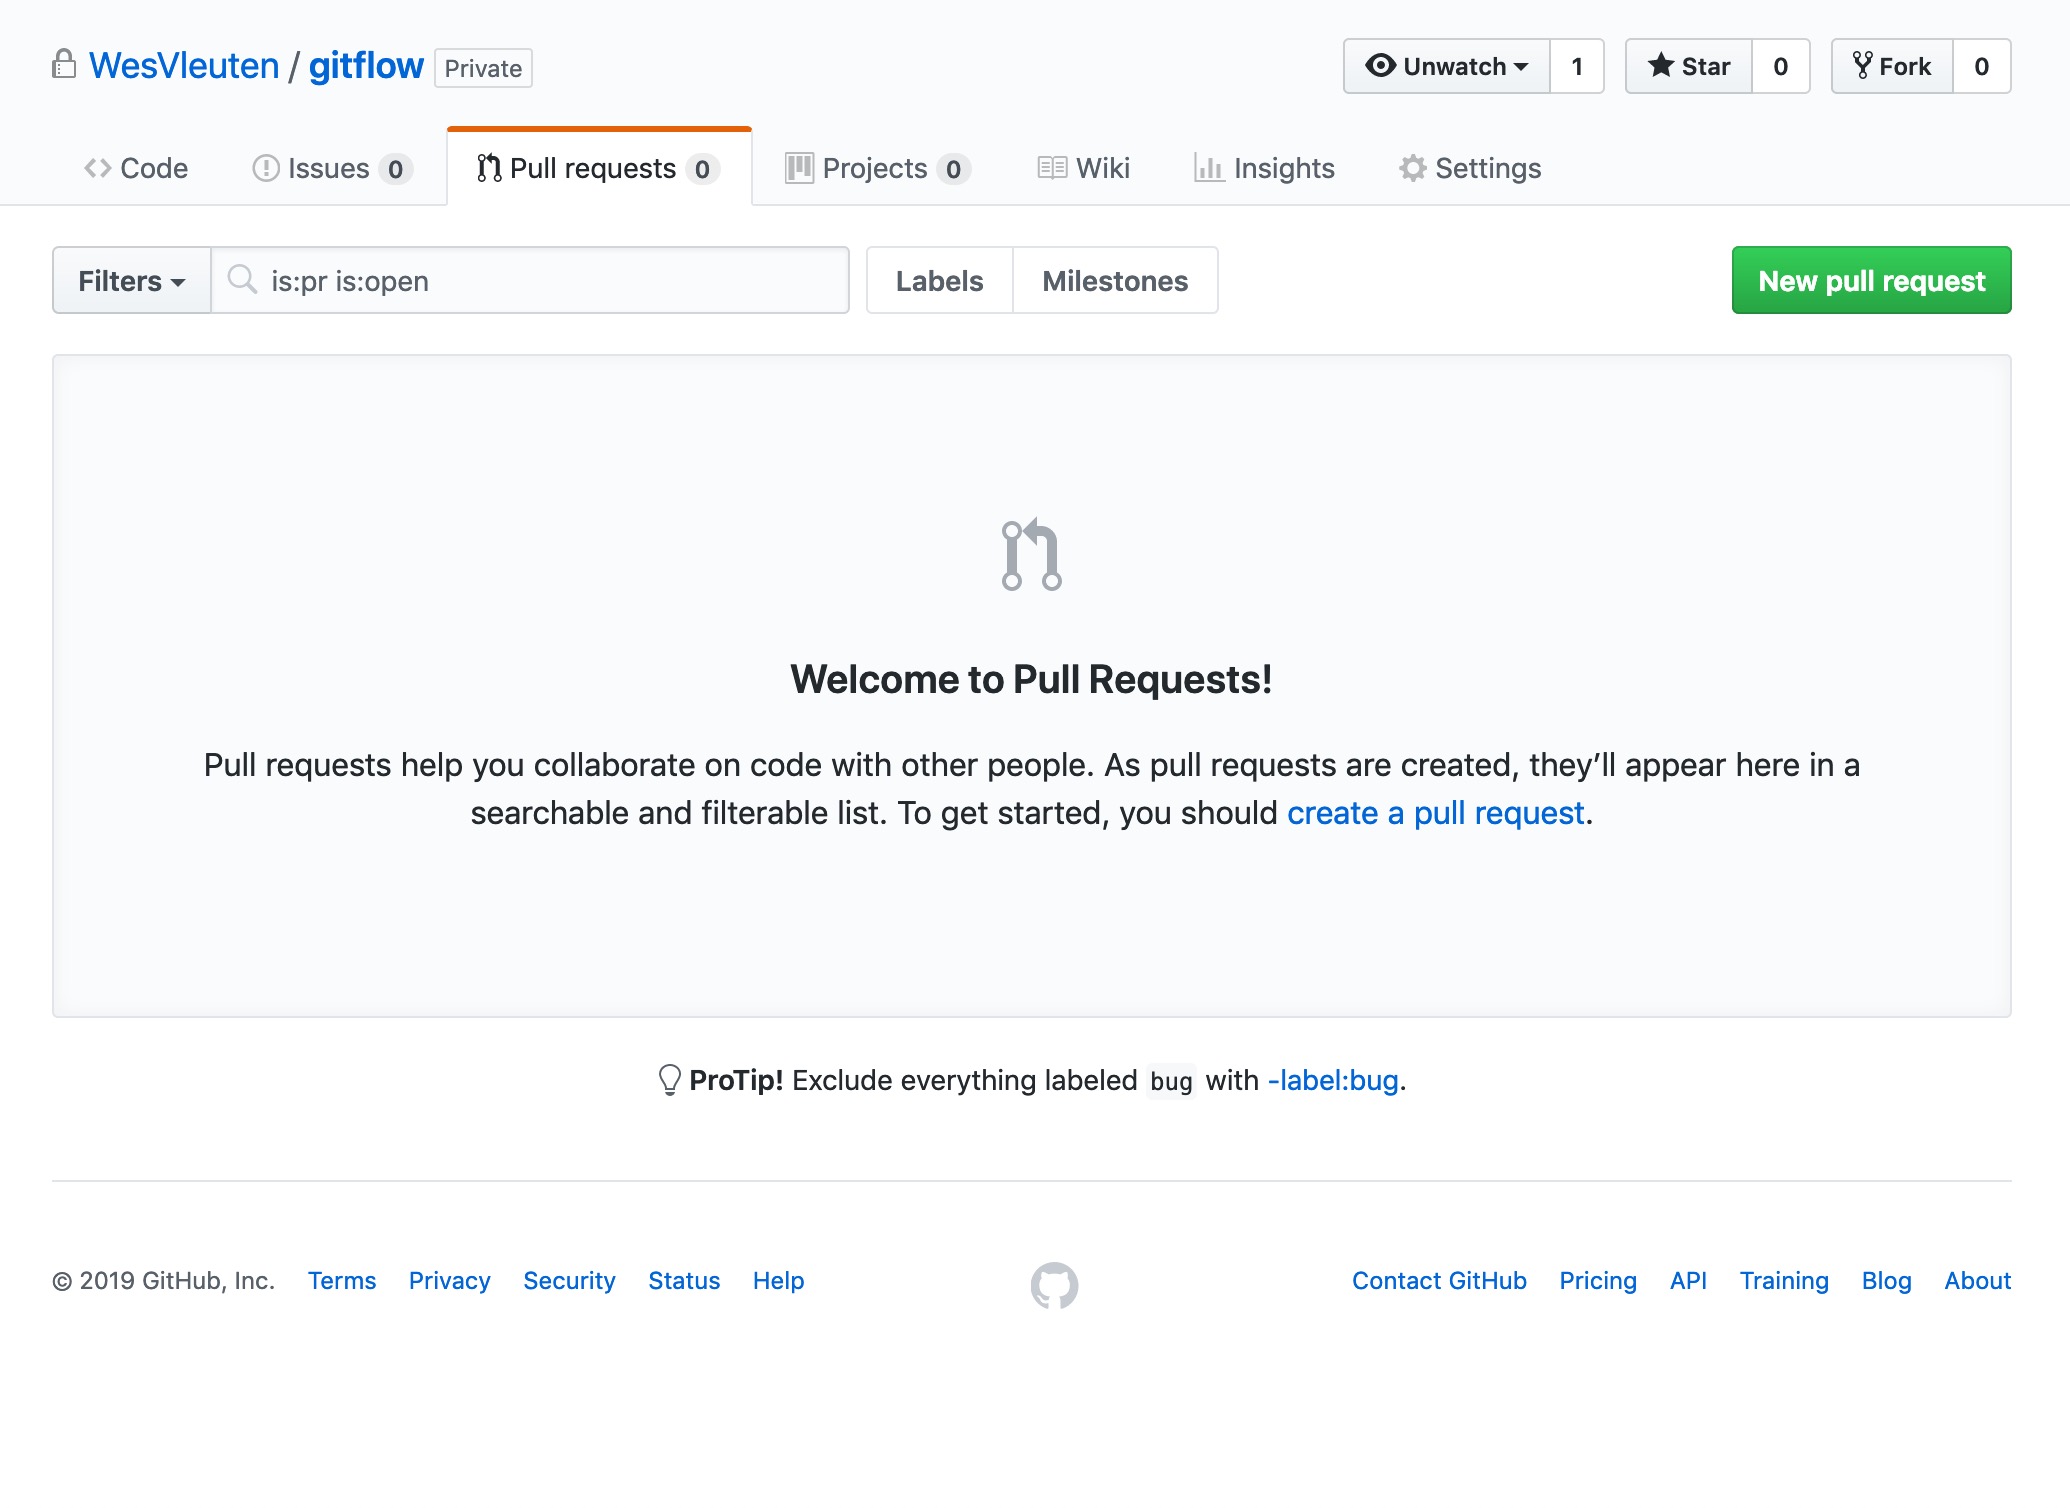 WesVleuten / gitflow Private
Unwatch 1 Star 0 Fork 0
Code Issues 0 Pull requests 0 Projects 0 Wiki Insights Settings
Filters is:pr is:open Labels Milestones New pull request
Welcome to Pull Requests!
Pull requests help you collaborate on code with other people. As pull requests are created, they’ll appear here in a
searchable and filterable list. To get started, you should create a pull request.
ProTip! Exclude everything labeled bug with -label:bug.
© 2019 GitHub, Inc. Terms Privacy Security Status Help
Contact GitHub Pricing API Training Blog About